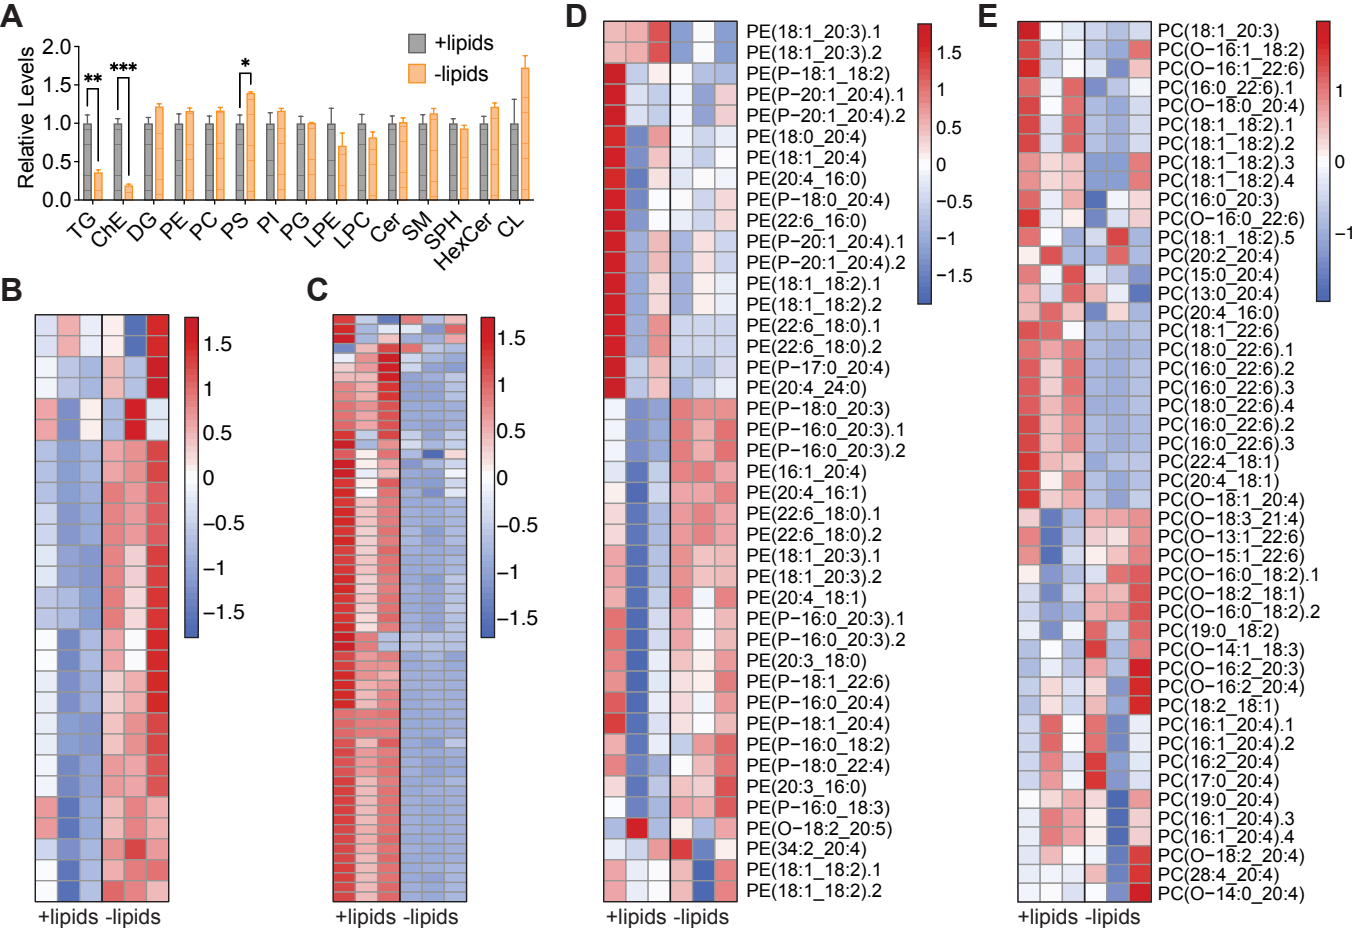 A
+lipids
-lipids
Relative Levels
2.0
1.5
1.0
0.5
0.0
**
***
*
TG
ChE
DG
PE
PC
PS
PI
PG
LPE
LPC
Cer
SM
SPH
HexCer
CL
B
1.5
1
0.5
0
−0.5
−1
−1.5
+lipids -lipids
C
1.5
1
0.5
0
−0.5
−1
−1.5
+lipids -lipids
D
PE(18:1_20:3).1
PE(18:1_20:3).2
PE(P−18:1_18:2)
PE(P−20:1_20:4).1
PE(P−20:1_20:4).2
PE(18:0_20:4)
PE(18:1_20:4)
PE(20:4_16:0)
PE(P−18:0_20:4)
PE(22:6_16:0)
PE(P−20:1_20:4).1
PE(P−20:1_20:4).2
PE(18:1_18:2).1
PE(18:1_18:2).2
PE(22:6_18:0).1
PE(22:6_18:0).2
PE(P−17:0_20:4)
PE(20:4_24:0)
PE(P−18:0_20:3)
PE(P−16:0_20:3).1
PE(P−16:0_20:3).2
PE(16:1_20:4)
PE(20:4_16:1)
PE(22:6_18:0).1
PE(22:6_18:0).2
PE(18:1_20:3).1
PE(18:1_20:3).2
PE(20:4_18:1)
PE(P−16:0_20:3).1
PE(P−16:0_20:3).2
PE(20:3_18:0)
PE(P−18:1_22:6)
PE(P−16:0_20:4)
PE(P−18:1_20:4)
PE(P−16:0_18:2)
PE(P−18:0_22:4)
PE(20:3_16:0)
PE(P−16:0_18:3)
PE(O−18:2_20:5)
PE(34:2_20:4)
PE(18:1_18:2).1
PE(18:1_18:2).2
1.5
1
0.5
0
−0.5
−1
−1.5
+lipids -lipids
E
PC(18:1_20:3)
PC(O−16:1_18:2)
PC(O−16:1_22:6)
PC(16:0_22:6).1
PC(O−18:0_20:4)
PC(18:1_18:2).1
PC(18:1_18:2).2
PC(18:1_18:2).3
PC(18:1_18:2).4
PC(16:0_20:3)
PC(O−16:0_22:6)
PC(18:1_18:2).5
PC(20:2_20:4)
PC(15:0_20:4)
PC(13:0_20:4)
PC(20:4_16:0)
PC(18:1_22:6)
PC(18:0_22:6).1
PC(16:0_22:6).2
PC(16:0_22:6).3
PC(18:0_22:6).4
PC(16:0_22:6).2
PC(16:0_22:6).3
PC(22:4_18:1)
PC(20:4_18:1)
PC(O−18:1_20:4)
PC(O−18:3_21:4)
PC(O−13:1_22:6)
PC(O−15:1_22:6)
PC(O−16:0_18:2).1
PC(O−18:2_18:1)
PC(O−16:0_18:2).2
PC(19:0_18:2)
PC(O−14:1_18:3)
PC(O−16:2_20:3)
PC(O−16:2_20:4)
PC(18:2_18:1)
PC(16:1_20:4).1
PC(16:1_20:4).2
PC(16:2_20:4)
PC(17:0_20:4)
PC(19:0_20:4)
PC(16:1_20:4).3
PC(16:1_20:4).4
PC(O−18:2_20:4)
PC(28:4_20:4)
PC(O−14:0_20:4)
1
0
−1
+lipids -lipids